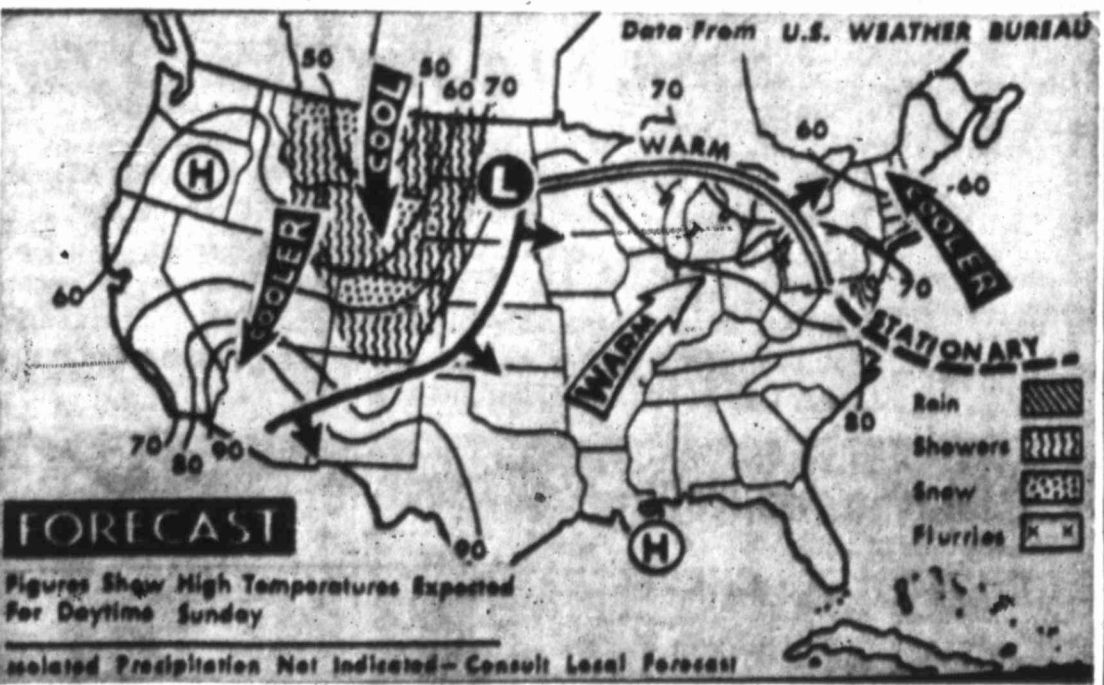 Data From U.S. WEATHER BUREAU
50
COOL
50
60
70
70
WARM
60
H
L
-60
COOLER
COOLER
60
70
WARM
STATIONARY
70
80
90
80
Rain
Showers
Snow
Flurries
FORECAST
H
90
Figures Show High Temperatures Expected
For Daytime Sunday
Isolated Precipitation Not Indicated — Consult Local Forecast